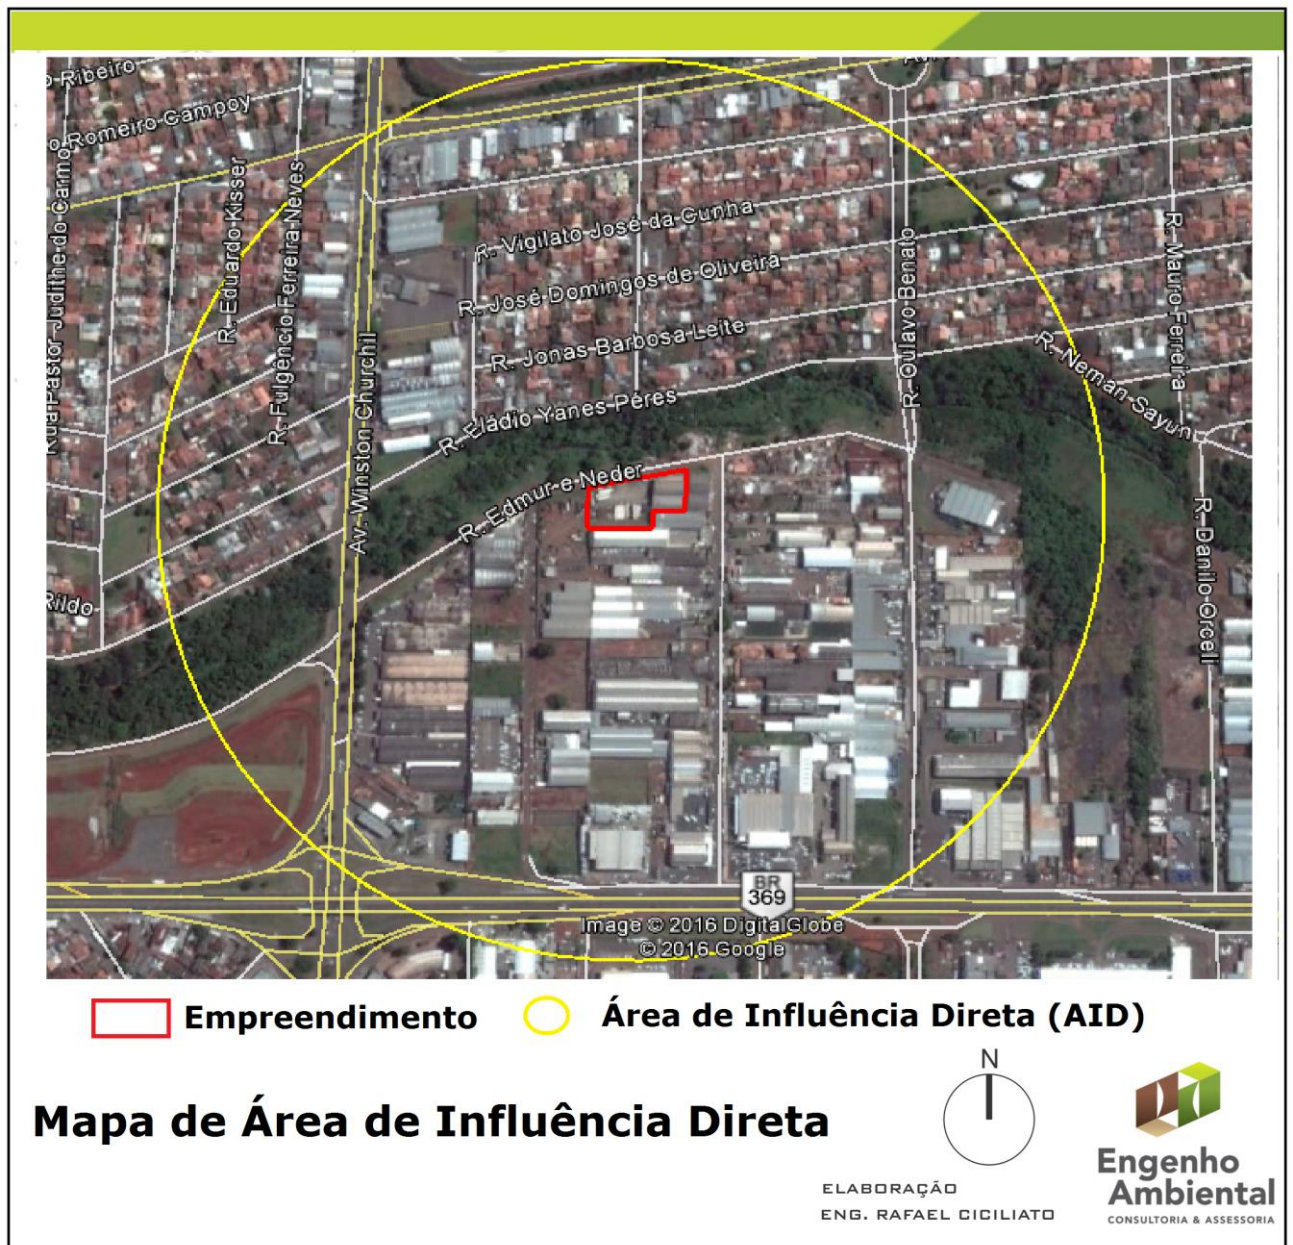 o Ribeiro
o Romeiro Campoy
Rua Pastor Judithe do Carmo
R. Eduardo Kisser
R. Fulgêncio Ferreira Neves
Av. Winston Churchil
R. Vigilato José da Cunha
R. José Domingos de Oliveira
R. Jonas Barbosa Leite
R. Eládio Yanes Péres
R. Edmur e Neder
R. Oulavo Benato
R. Mauro Ferreira
R. Neman Sayun
R. Danilo Orceli
Rildo
BR
369
Image © 2016 DigitalGlobe
© 2016 Google
Empreendimento
Área de Influência Direta (AID)
N
Mapa de Área de Influência Direta
ELABORAÇÃO
ENG. RAFAEL CICILIATO
Engenho
Ambiental
CONSULTORIA & ASSESSORIA